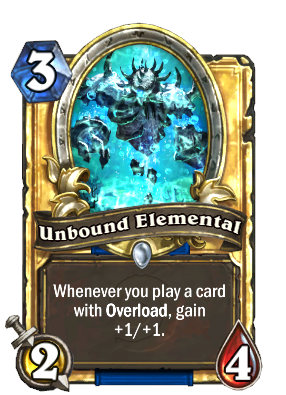 3
Unbound Elemental
Whenever you play a card
with Overload, gain
+1/+1.
2
4